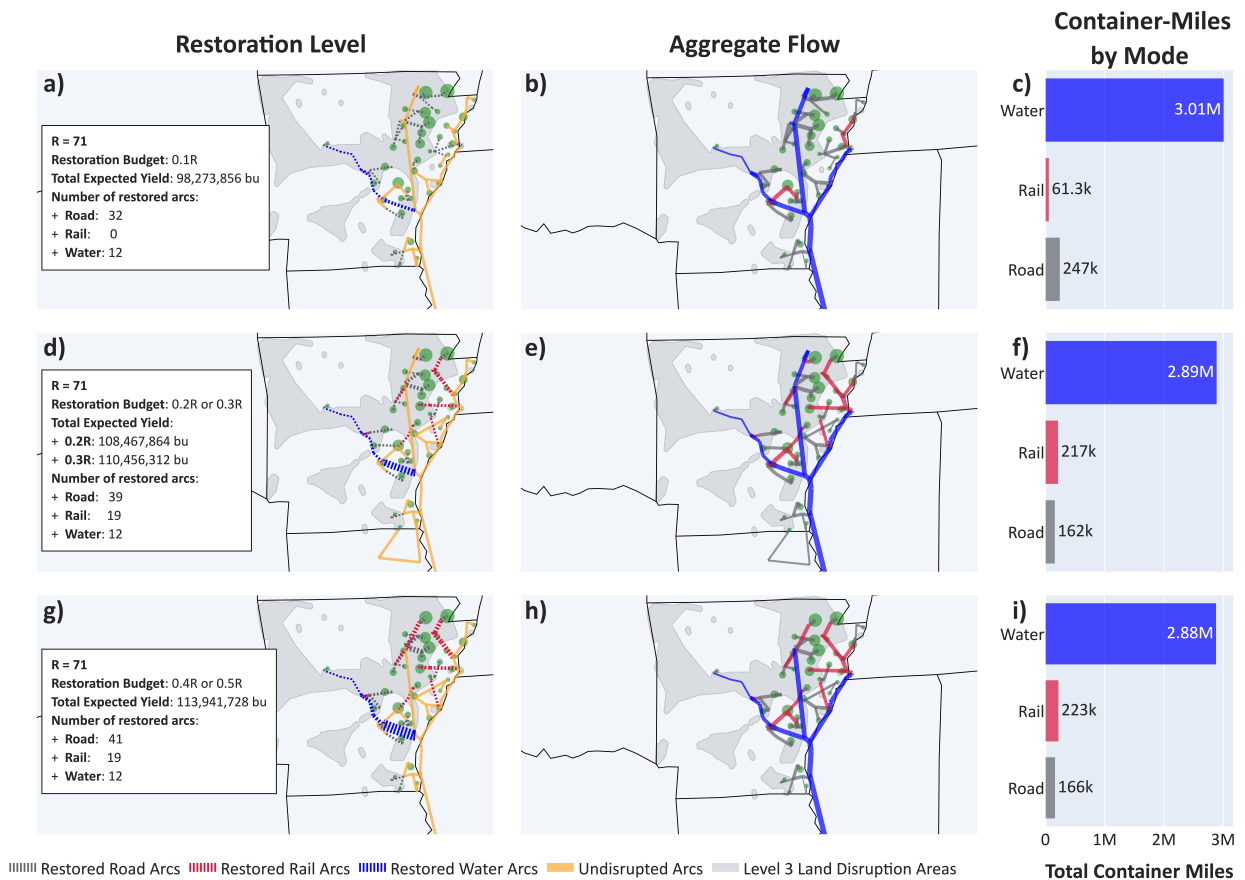 Restoration Level
Aggregate Flow
Container-Miles
by Mode
a)
R = 71
Restoration Budget: 0.1R
Total Expected Yield: 98,273,856 bu
Number of restored arcs:
+ Road: 32
+ Rail: 0
+ Water: 12
b)
c)
Water
3.01M
Rail
61.3k
Road
247k
d)
R = 71
Restoration Budget: 0.2R or 0.3R
Total Expected Yield:
+ 0.2R: 108,467,864 bu
+ 0.3R: 110,456,312 bu
Number of restored arcs:
+ Road: 39
+ Rail: 19
+ Water: 12
e)
f)
Water
2.89M
Rail
217k
Road
162k
g)
R = 71
Restoration Budget: 0.4R or 0.5R
Total Expected Yield: 113,941,728 bu
Number of restored arcs:
+ Road: 41
+ Rail: 19
+ Water: 12
h)
i)
Water
2.88M
Rail
223k
Road
166k
0 1M 2M 3M
Total Container Miles
Restored Road Arcs
Restored Rail Arcs
Restored Water Arcs
Undisrupted Arcs
Level 3 Land Disruption Areas